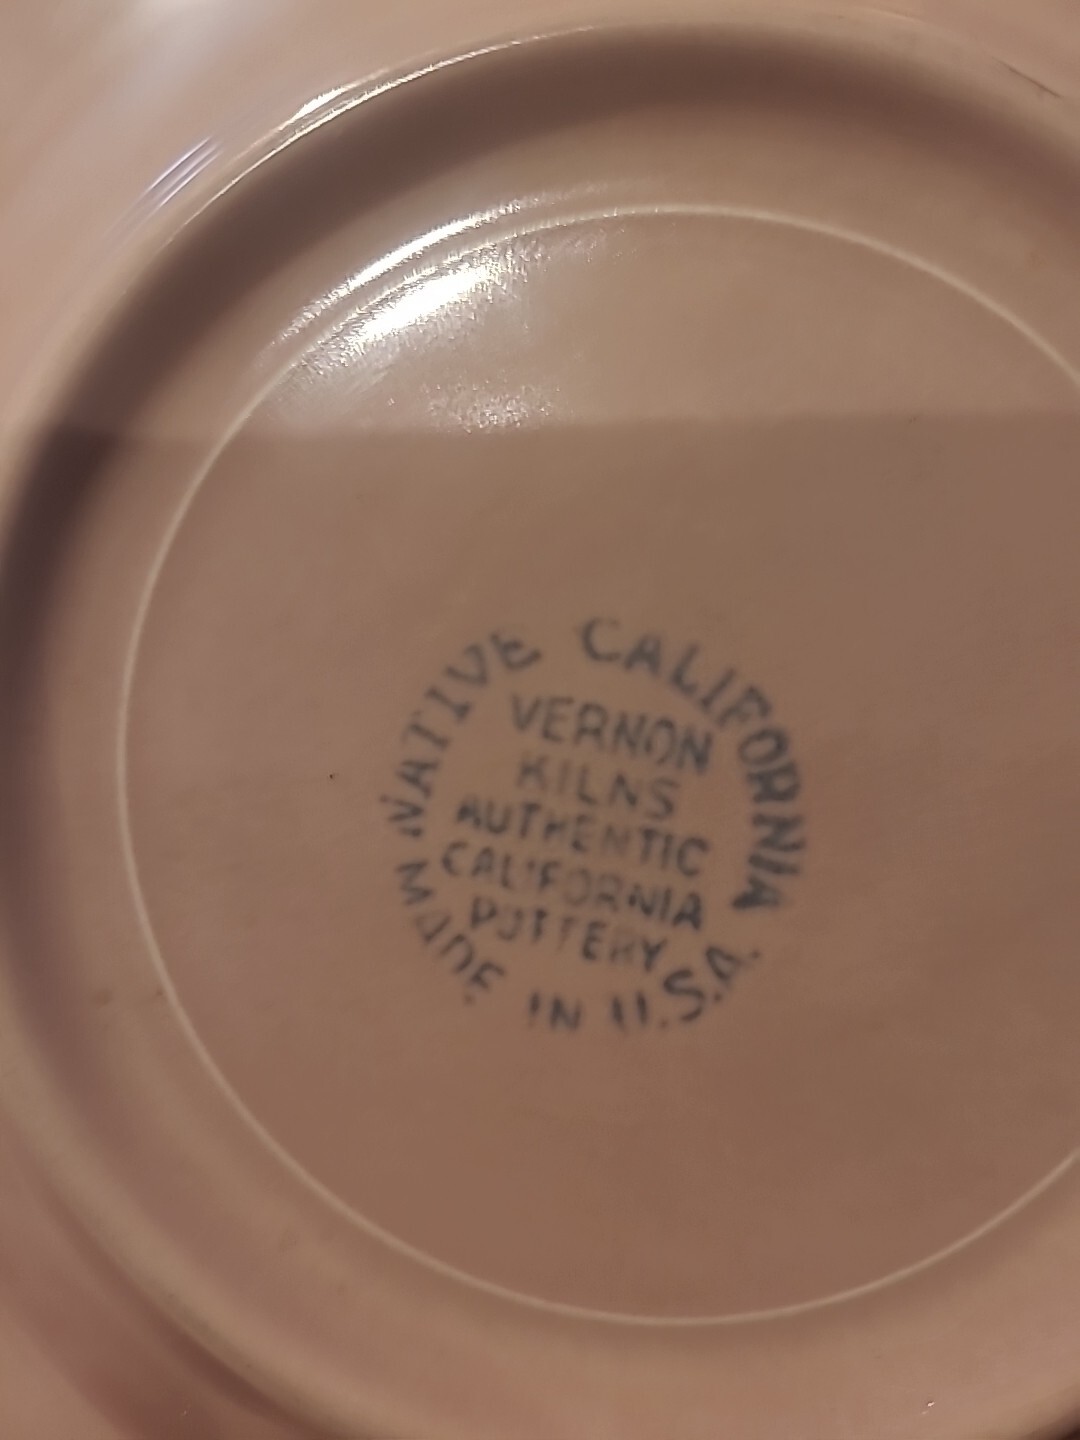 NATIVE CALIFORNIA
VERNON
KILNS
AUTHENTIC
CALIFORNIA
POTTERY
MADE IN U.S.A.